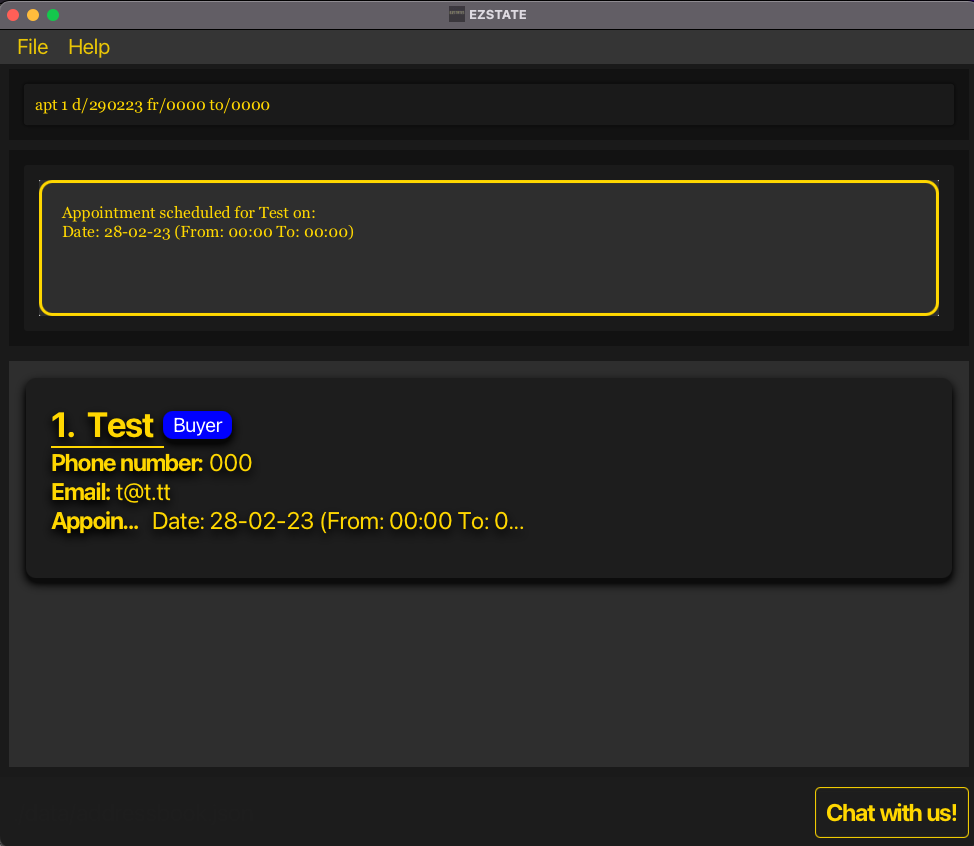 EZSTATE
File Help
apt 1 d/290223 fr/0000 to/0000
Appointment scheduled for Test on:
Date: 28-02-23 (From: 00:00 To: 00:00)
1. Test Buyer
Phone number: 000
Email: t@t.tt
Appoin... Date: 28-02-23 (From: 00:00 To: 0...
Chat with us!